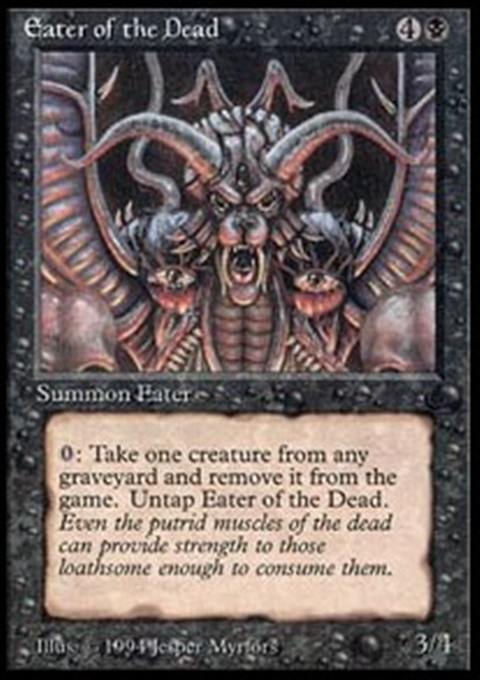 Eater of the Dead 4
Summon Eater
0: Take one creature from any
graveyard and remove it from the
game. Untap Eater of the Dead.
Even the putrid muscles of the dead
can provide strength to those
loathsome enough to consume them.
Illus. 1994 Jesper Myrfors 3/4